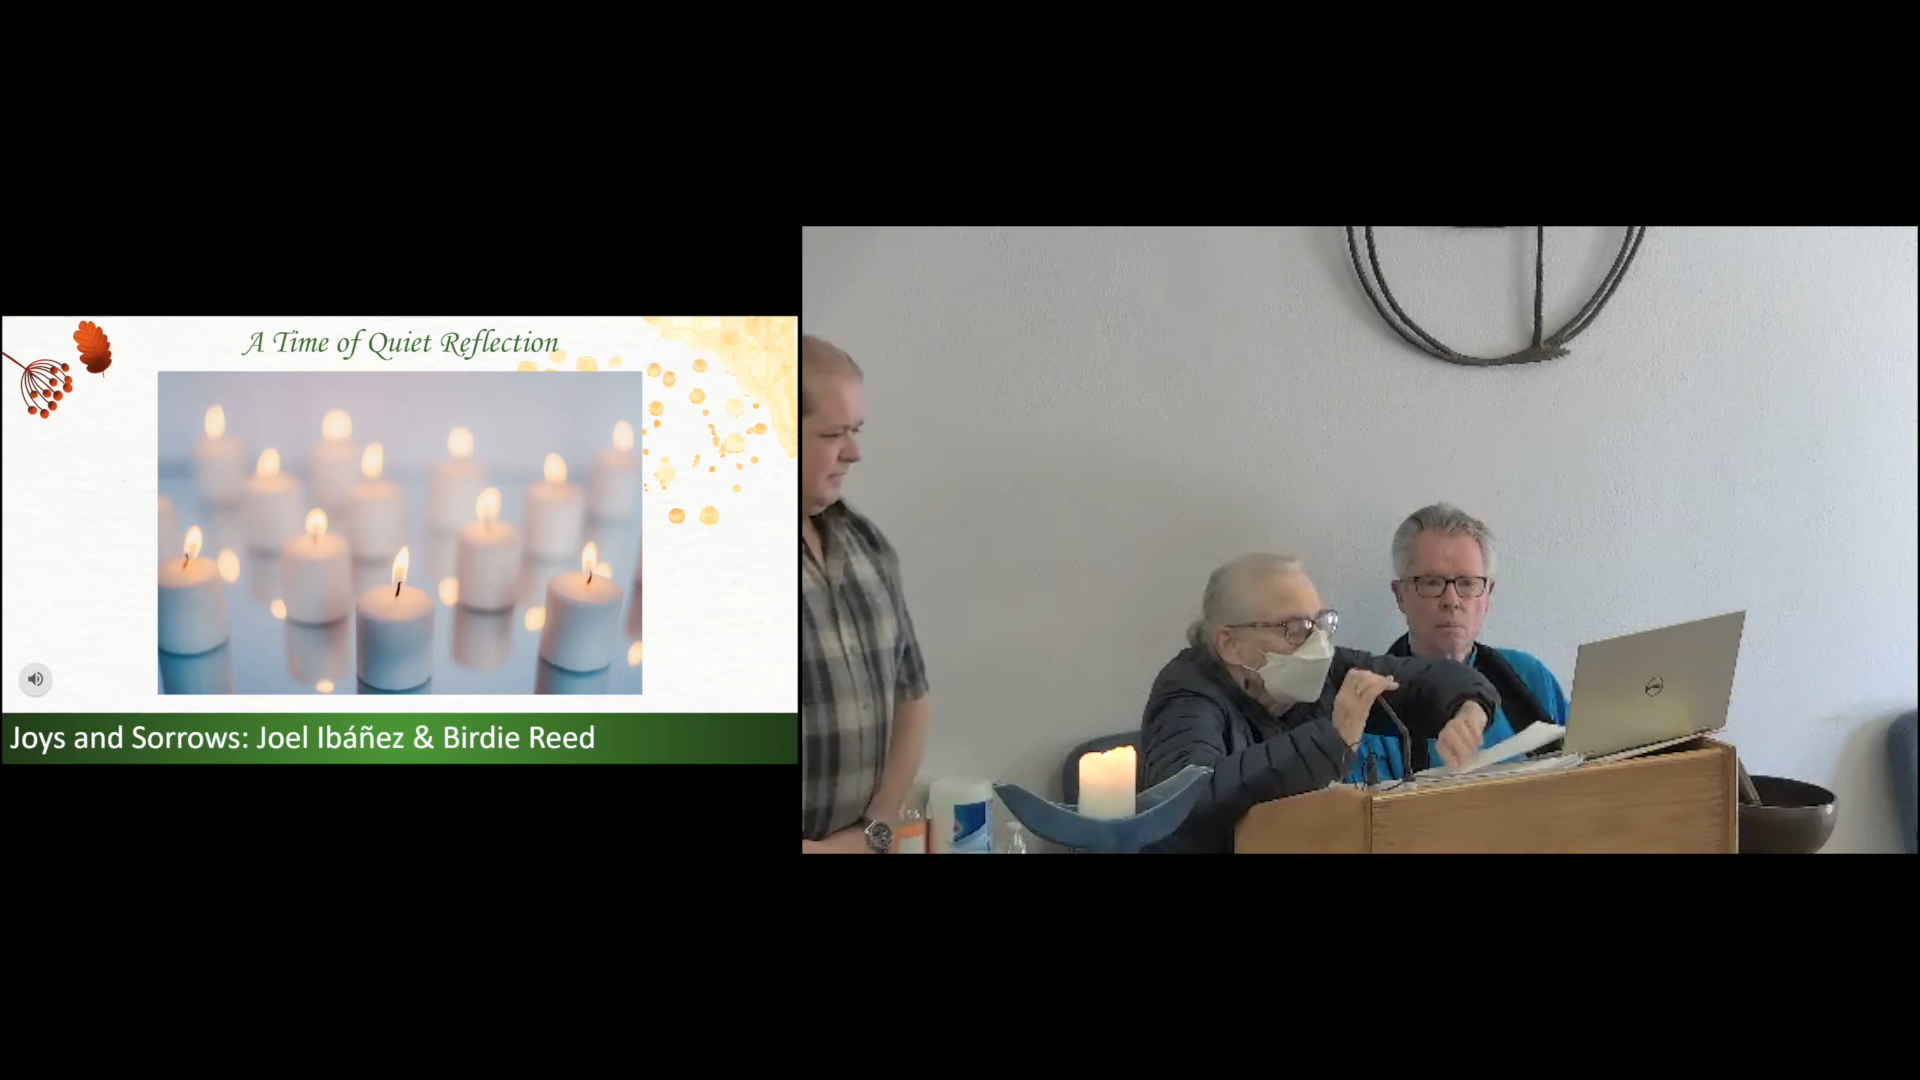 A Time of Quiet Reflection
Joys and Sorrows: Joel Ibáñez & Birdie Reed